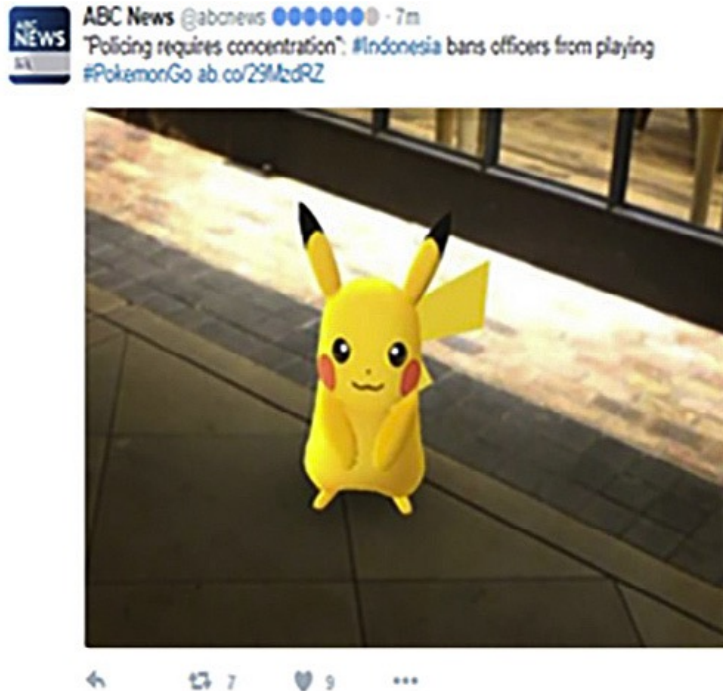 ABC NEWS
ABC News @abcnews · 7m
"Policing requires concentration": #Indonesia bans officers from playing
#PokemonGo ab.co/29MzdRZ
7 9